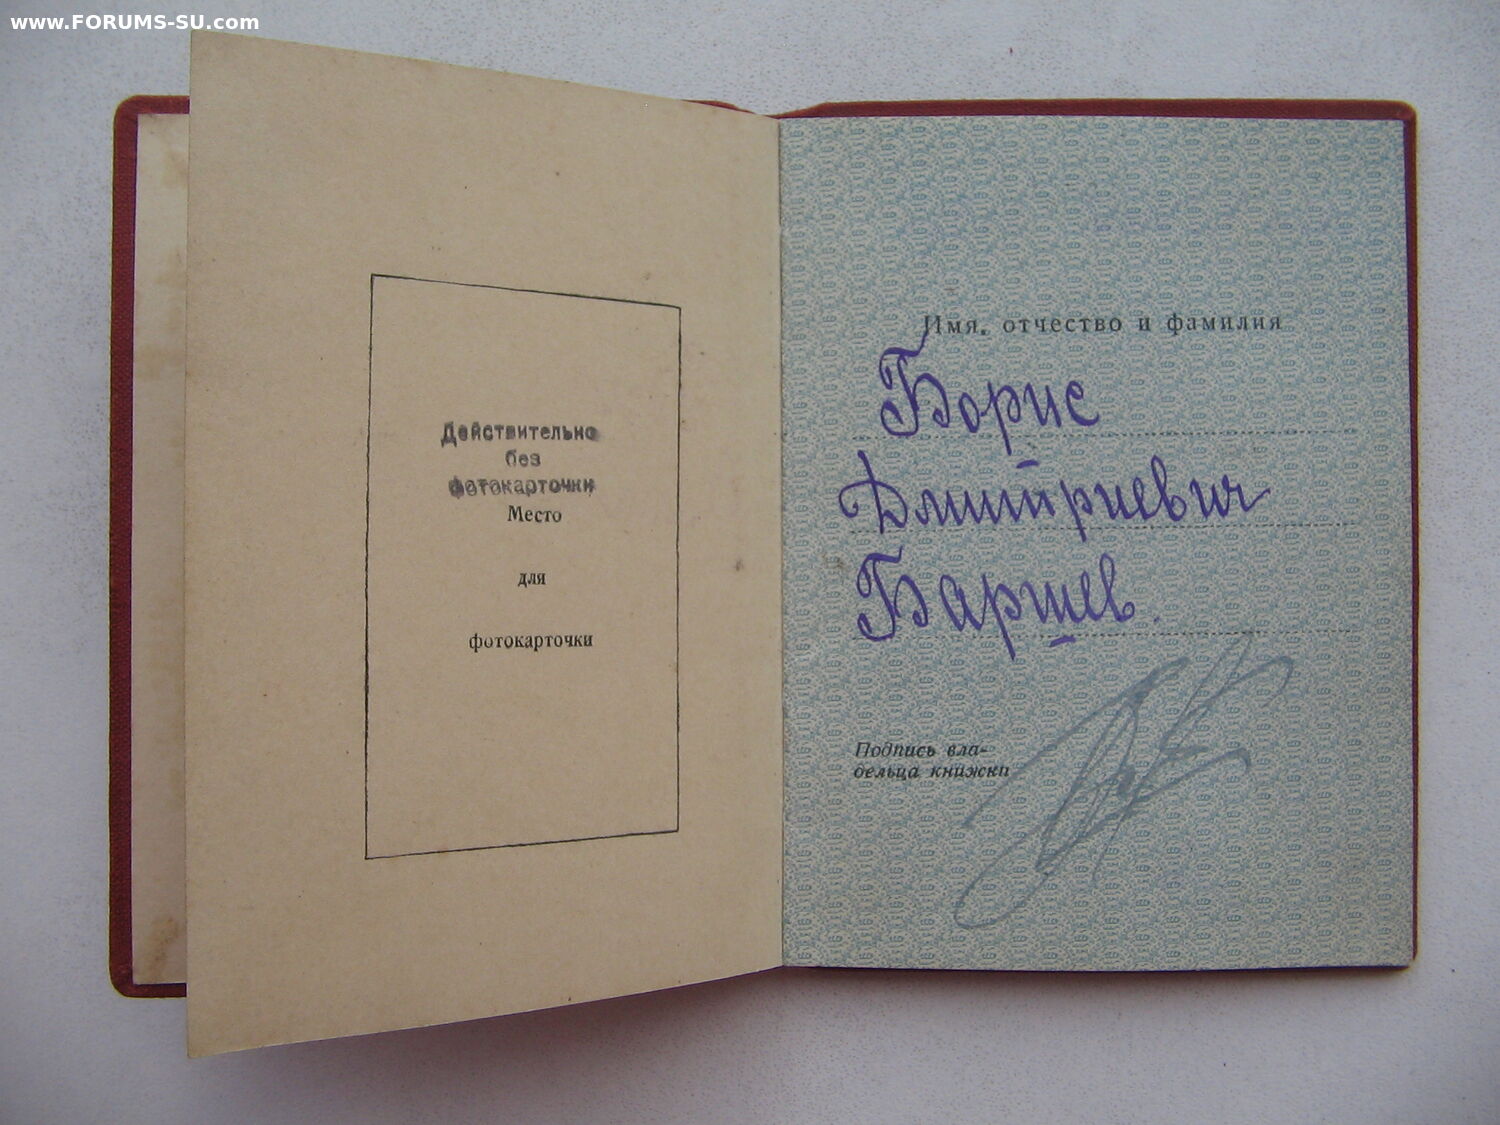 www.FORUMS-SU.com
Действительно
без
фотокарточки
Место
для
фотокарточки
Имя, отчество и фамилия
Борис
Дмитриевич
Баршев.
Подпись вла-
дельца книжки